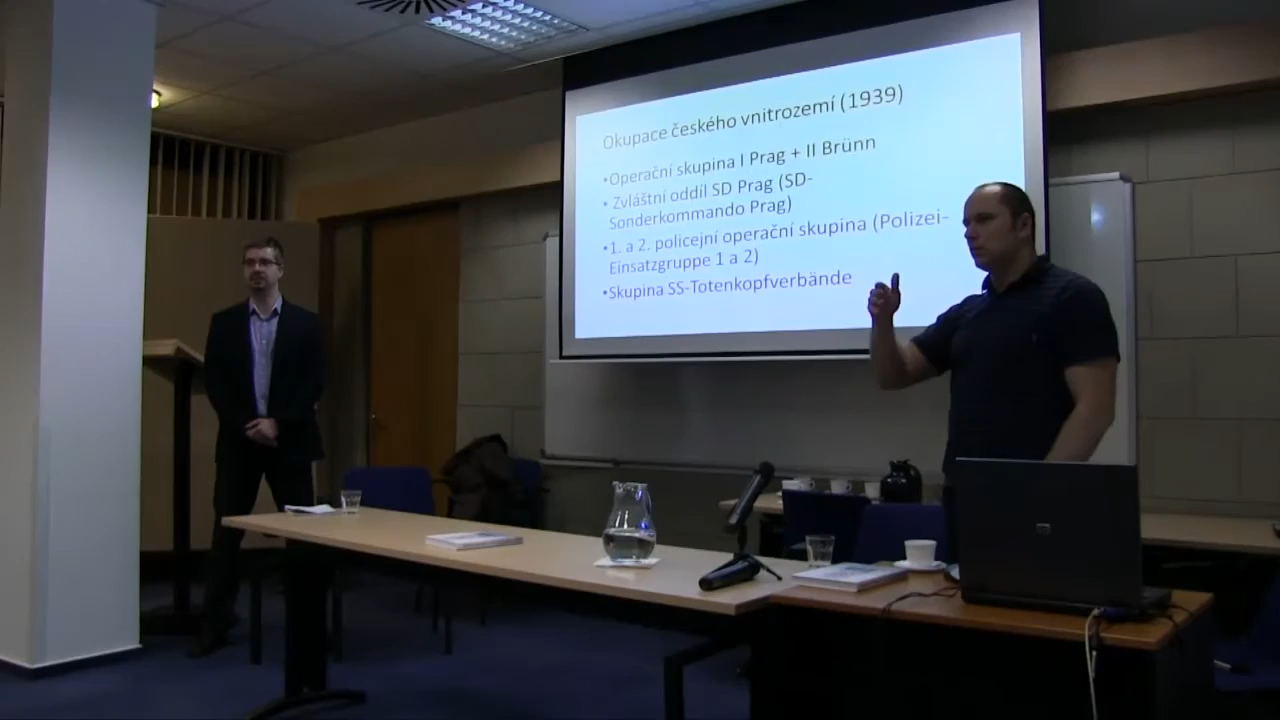 Okupace českého vnitrozemí (1939)
•Operační skupina I Prag + II Brünn
• Zvláštní oddíl SD Prag (SD-
Sonderkommando Prag)
•1. a 2. policejní operační skupina (Polizei-
Einsatzgruppe 1 a 2)
•Skupina SS-Totenkopfverbände